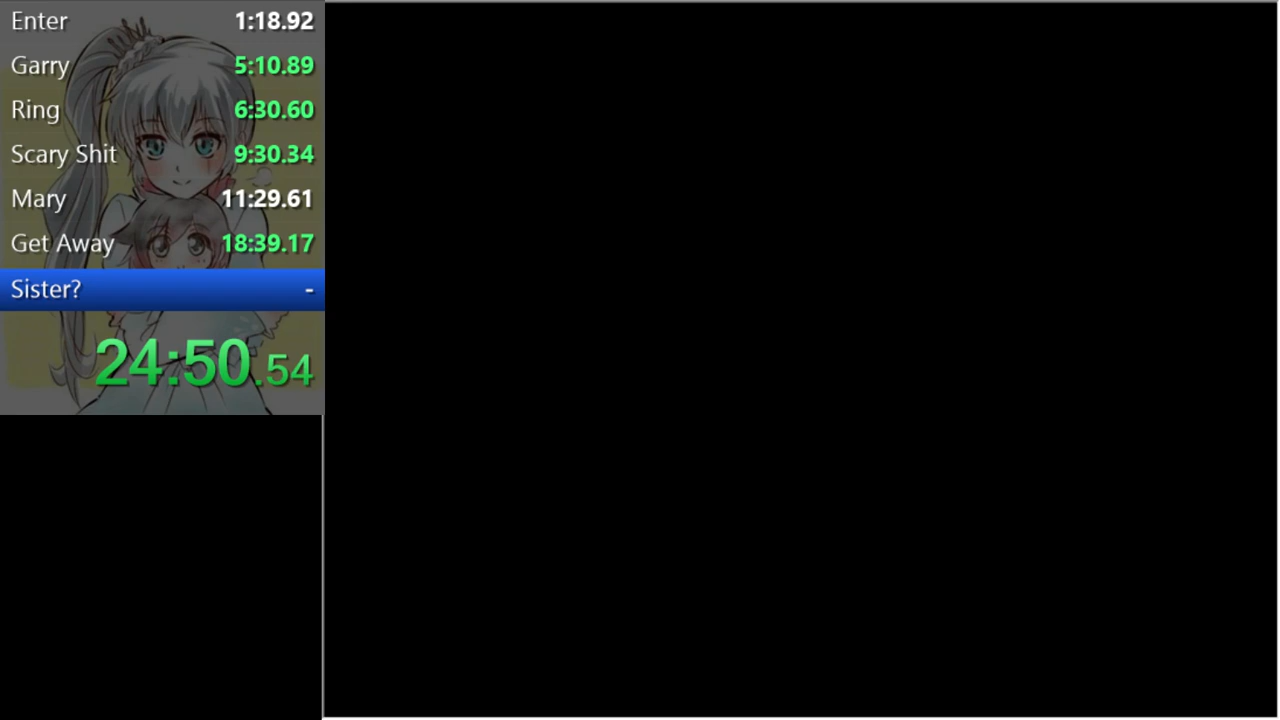 Enter 1:18.92
Garry 5:10.89
Ring 6:30.60
Scary Shit 9:30.34
Mary 11:29.61
Get Away 18:39.17
Sister? -
24:50.54